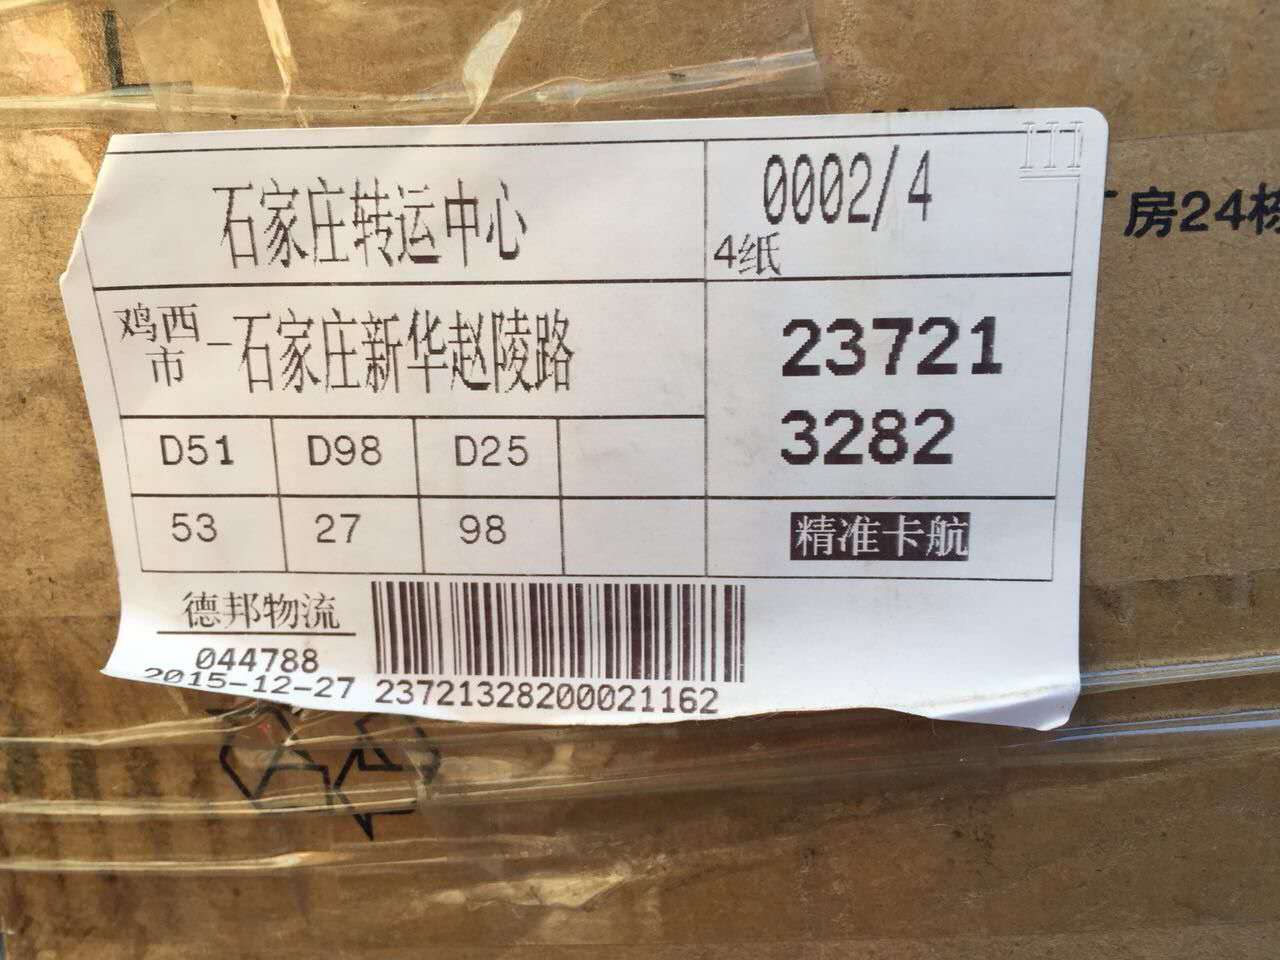 石家庄转运中心
0002/4
4纸
鸡西市-石家庄新华赵陵路
23721
3282
D51 D98 D25
53 27 98
精准卡航
德邦物流
044788
2015-12-27
237213282000021162
房24栋